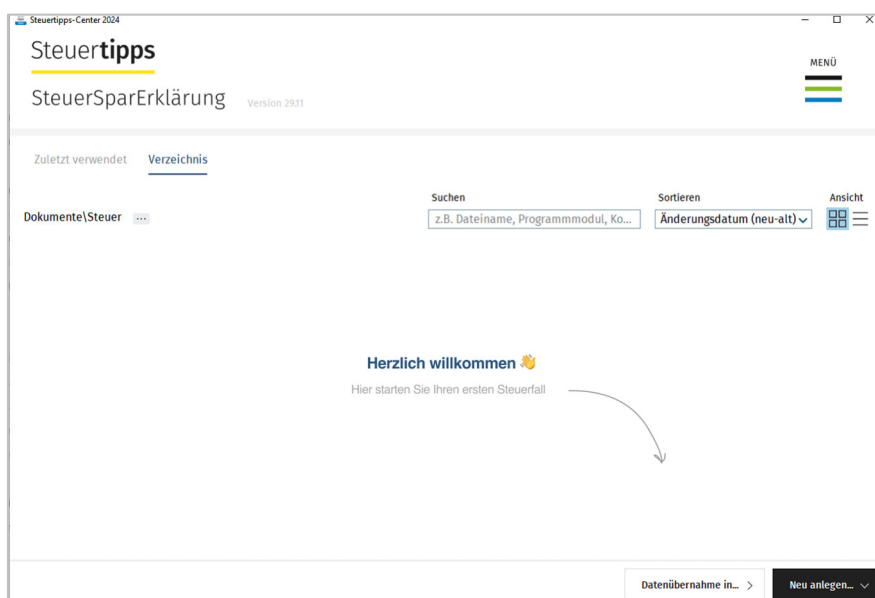 Steuertipps-Center 2024
Steuertipps
MENÜ
SteuerSparErklärung Version 29.11
Zuletzt verwendet Verzeichnis
Suchen Sortieren Ansicht
Dokumente\Steuer ... z.B. Dateiname, Programmmodul, Ko... Änderungsdatum (neu-alt)
Herzlich willkommen 👋
Hier starten Sie Ihren ersten Steuerfall
Datenübernahme in... Neu anlegen...